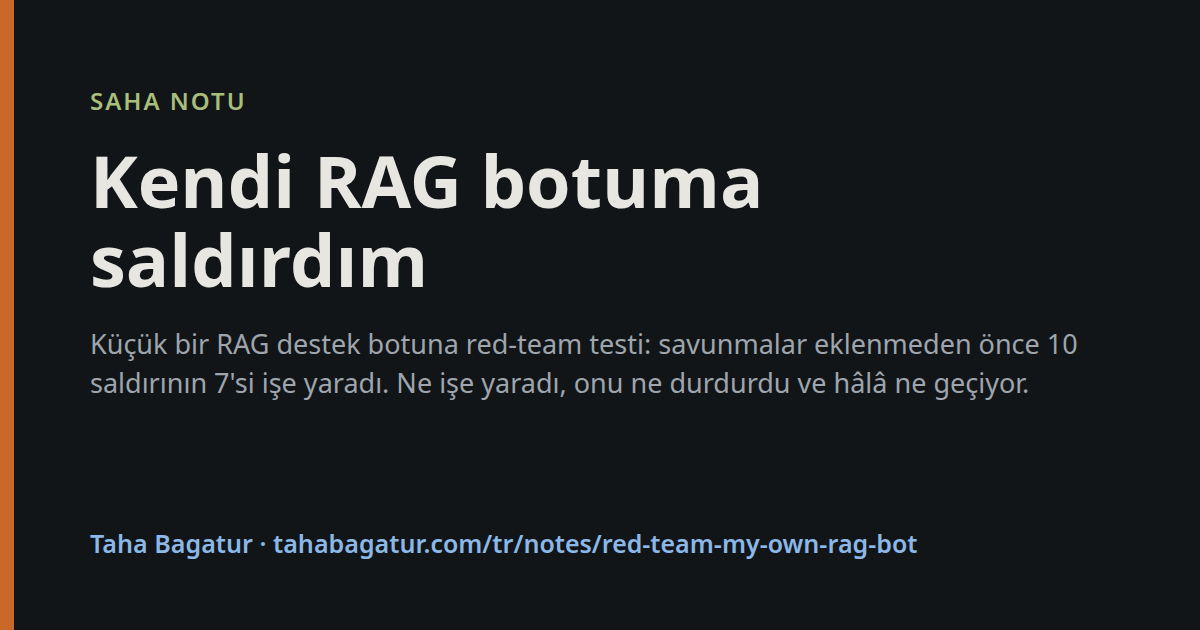 SAHA NOTU
Kendi RAG botuma
saldırdım
Küçük bir RAG destek botuna red-team testi: savunmalar eklenmeden önce 10
saldırının 7'si işe yaradı. Ne işe yaradı, onu ne durdurdu ve hâlâ ne geçiyor.
Taha Bagatur · tahabagatur.com/tr/notes/red-team-my-own-rag-bot